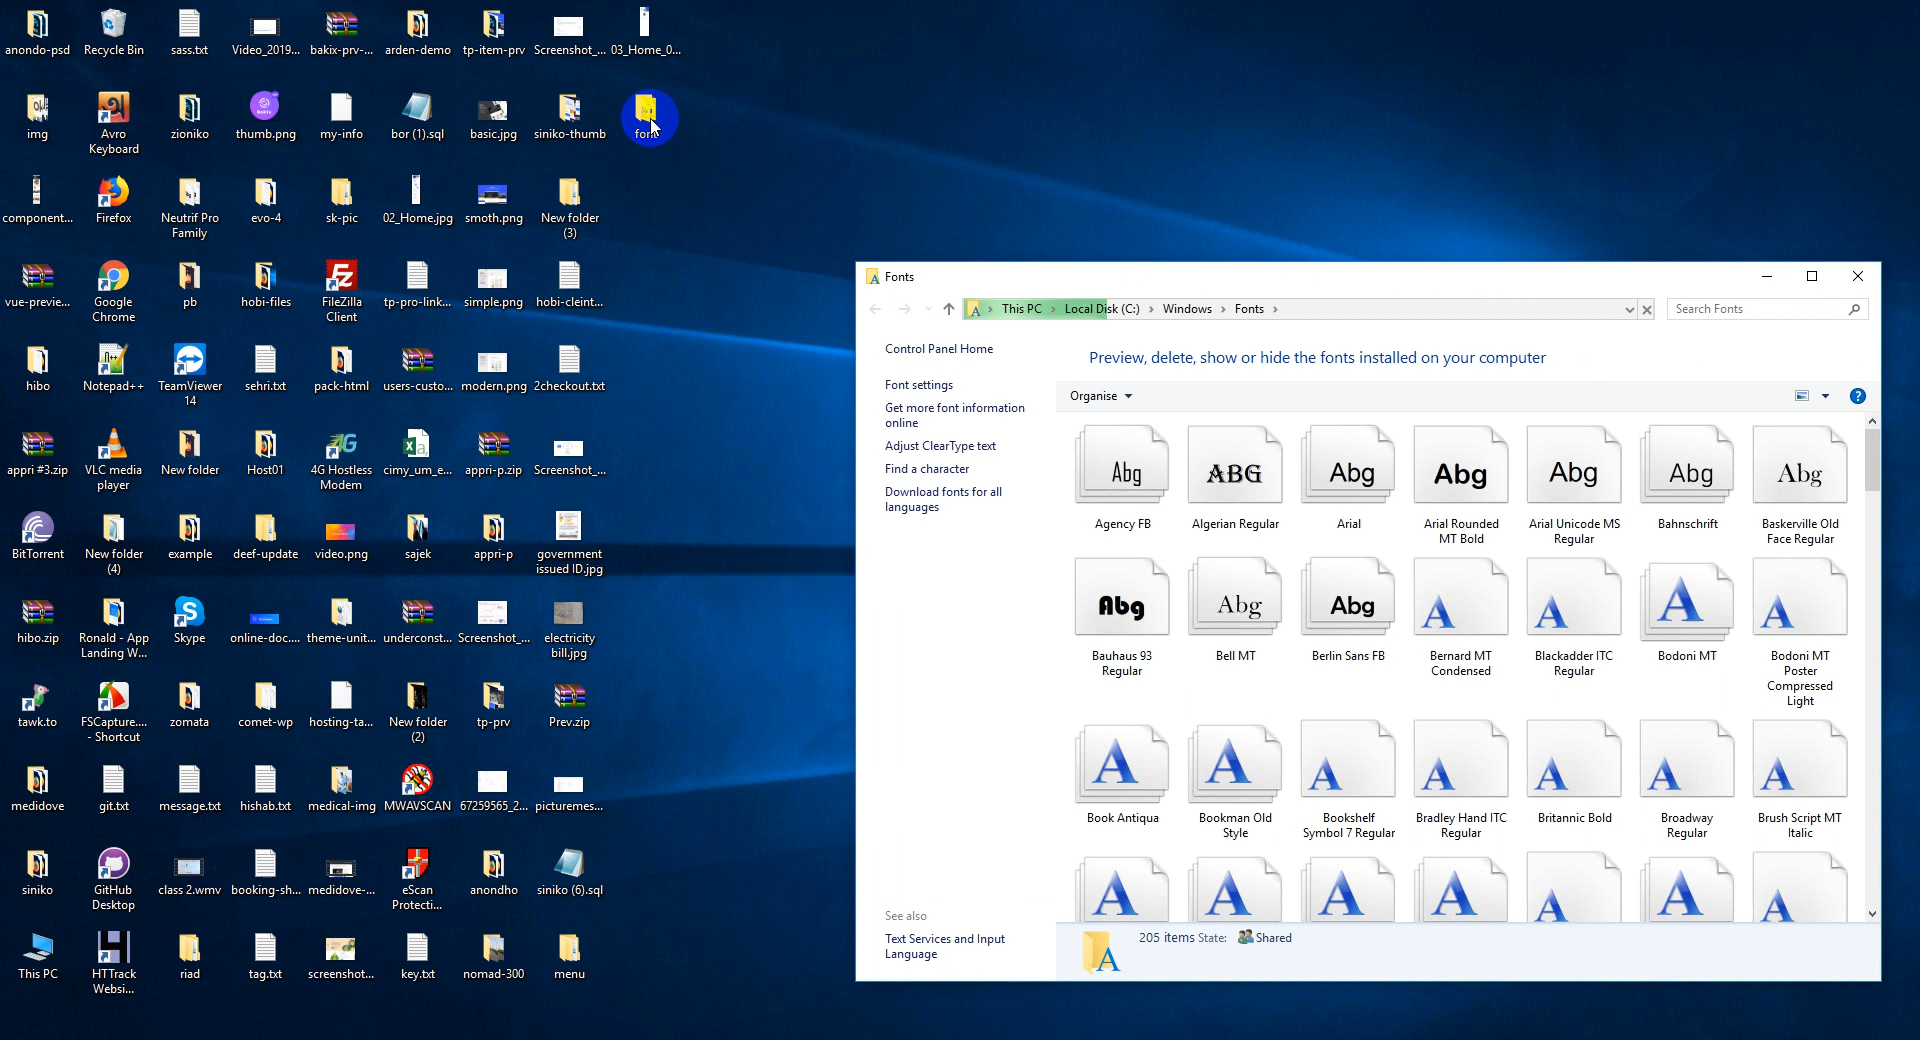 anondo-psd
Recycle Bin
sass.txt
Video_2019...
bakix-prv-...
arden-demo
tp-item-prv
Screenshot_...
03_Home_0...
img
Avro
Keyboard
zioniko
thumb.png
my-info
bor (1).sql
basic.jpg
siniko-thumb
component...
Firefox
Neutrif Pro
Family
evo-4
sk-pic
02_Home.jpg
smoth.png
New folder
(3)
vue-previe...
Google
Chrome
pb
hobi-files
FileZilla
Client
tp-pro-link...
simple.png
hobi-cleint...
hibo
Notepad++
TeamViewer
14
sehri.txt
pack-html
users-custo...
modern.png
2checkout.txt
appri #3.zip
VLC media
player
New folder
Host01
4G Hostless
Modem
cimy_um_e...
appri-p.zip
Screenshot_...
BitTorrent
New folder
(4)
example
deef-update
video.png
sajek
appri-p
government
issued ID.jpg
hibo.zip
Ronald - App
Landing W...
Skype
online-doc....
theme-unit...
underconst...
Screenshot_...
electricity
bill.jpg
tawk.to
FSCapture....
- Shortcut
zomata
comet-wp
hosting-ta...
New folder
(2)
tp-prv
Prev.zip
medidove
git.txt
message.txt
hishab.txt
medical-img
MWAVSCAN
67259565_2...
picturemes...
siniko
GitHub
Desktop
class 2.wmv
booking-sh...
medidove-...
eScan
Protecti...
anondho
siniko (6).sql
This PC
HTTrack
Websi...
riad
tag.txt
screenshot...
key.txt
nomad-300
menu
Fonts
This PC > Local Disk (C:) > Windows > Fonts >
Search Fonts
Control Panel Home
Font settings
Get more font information
online
Adjust ClearType text
Find a character
Download fonts for all
languages
See also
Text Services and Input
Language
Preview, delete, show or hide the fonts installed on your computer
Organise
?
Abg
ABG
Abg
Abg
Abg
Abg
Abg
Agency FB
Algerian Regular
Arial
Arial Rounded
MT Bold
Arial Unicode MS
Regular
Bahnschrift
Baskerville Old
Face Regular
Abg
Abg
Abg
A
A
A
A
Bauhaus 93
Regular
Bell MT
Berlin Sans FB
Bernard MT
Condensed
Blackadder ITC
Regular
Bodoni MT
Bodoni MT
Poster
Compressed
Light
A
A
A
A
A
A
A
Book Antiqua
Bookman Old
Style
Bookshelf
Symbol 7 Regular
Bradley Hand ITC
Regular
Britannic Bold
Broadway
Regular
Brush Script MT
Italic
A
A
A
A
A
A
A
205 items State: Shared